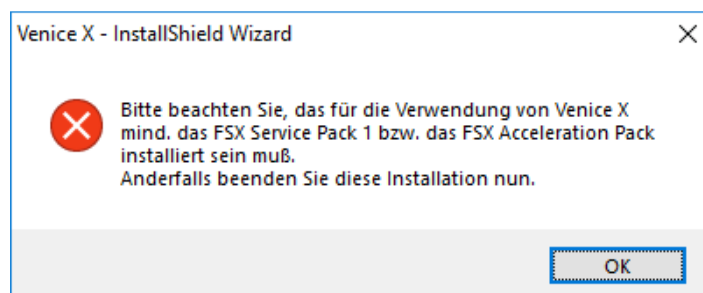 Venice X - InstallShield Wizard
Bitte beachten Sie, das für die Verwendung von Venice X
mind. das FSX Service Pack 1 bzw. das FSX Acceleration Pack
installiert sein muß.
Anderfalls beenden Sie diese Installation nun.
OK